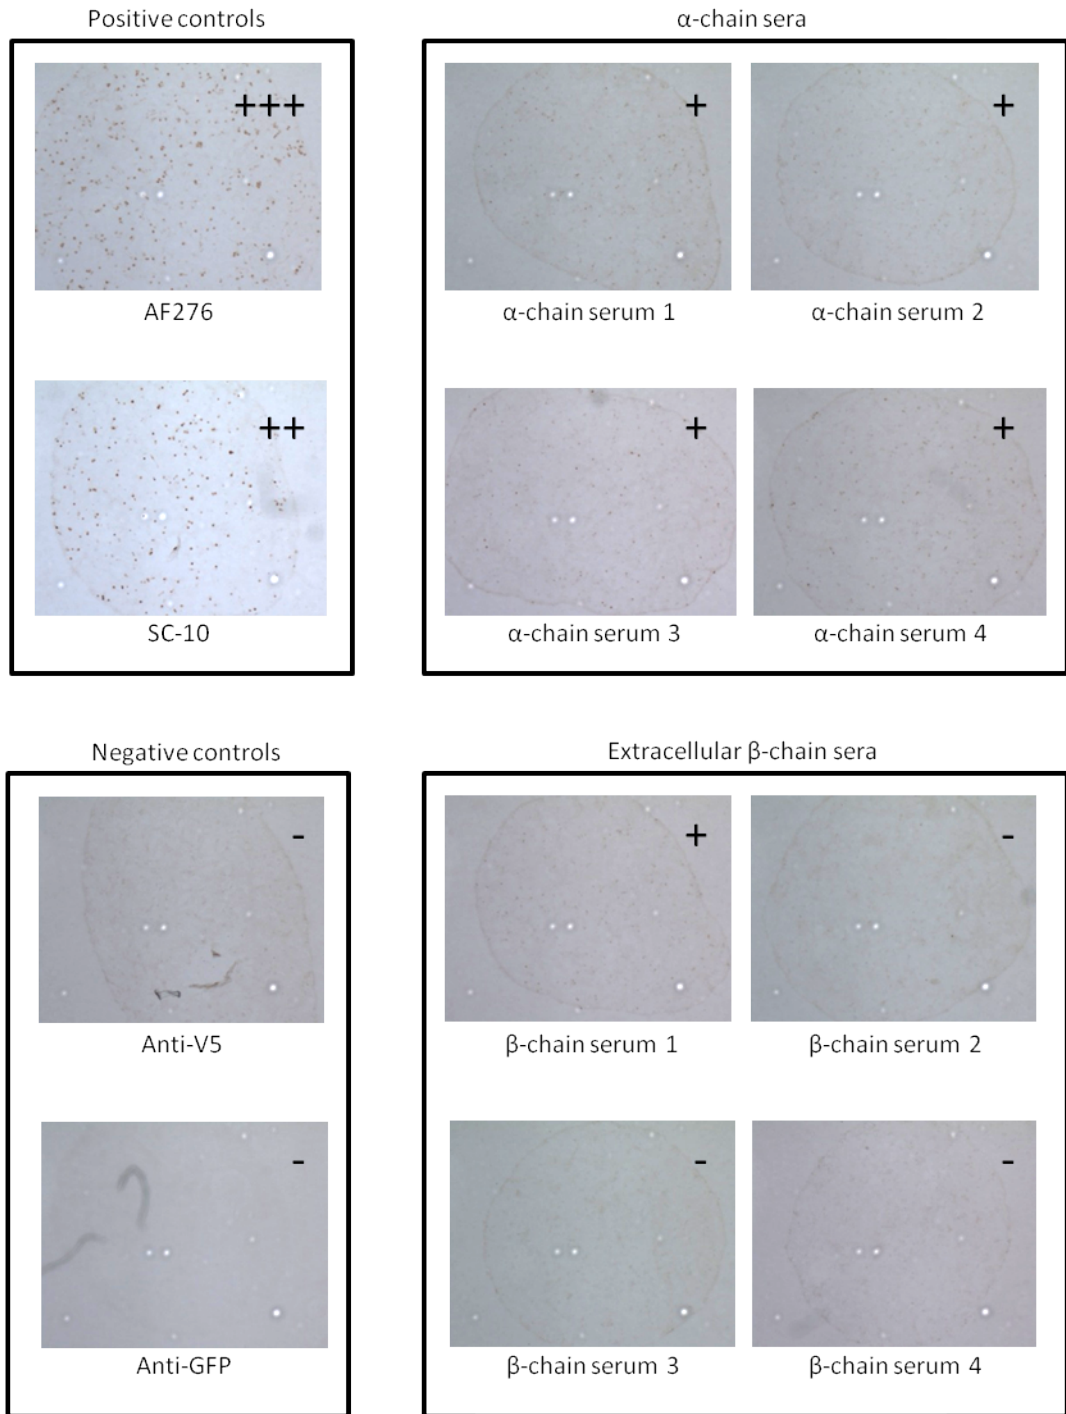 Positive controls
α-chain sera
+++
AF276
+
α-chain serum 1
+
α-chain serum 2
++
SC-10
+
α-chain serum 3
+
α-chain serum 4
Negative controls
Extracellular β-chain sera
-
Anti-V5
+
β-chain serum 1
-
β-chain serum 2
-
Anti-GFP
-
β-chain serum 3
-
β-chain serum 4